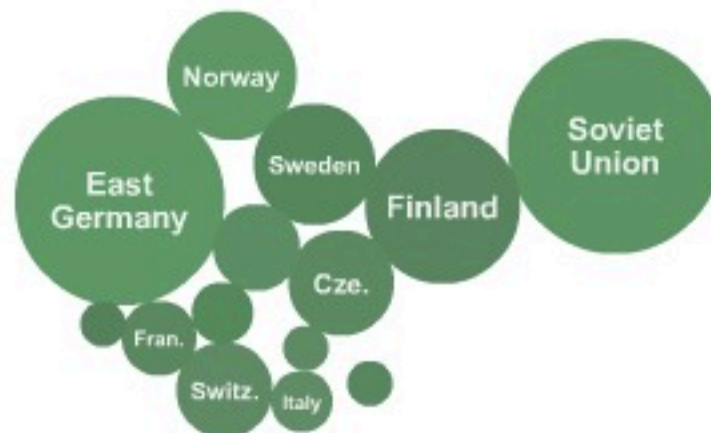 Norway
Soviet
Union
Sweden
East
Germany
Finland
Cze.
Fran.
Switz.
Italy